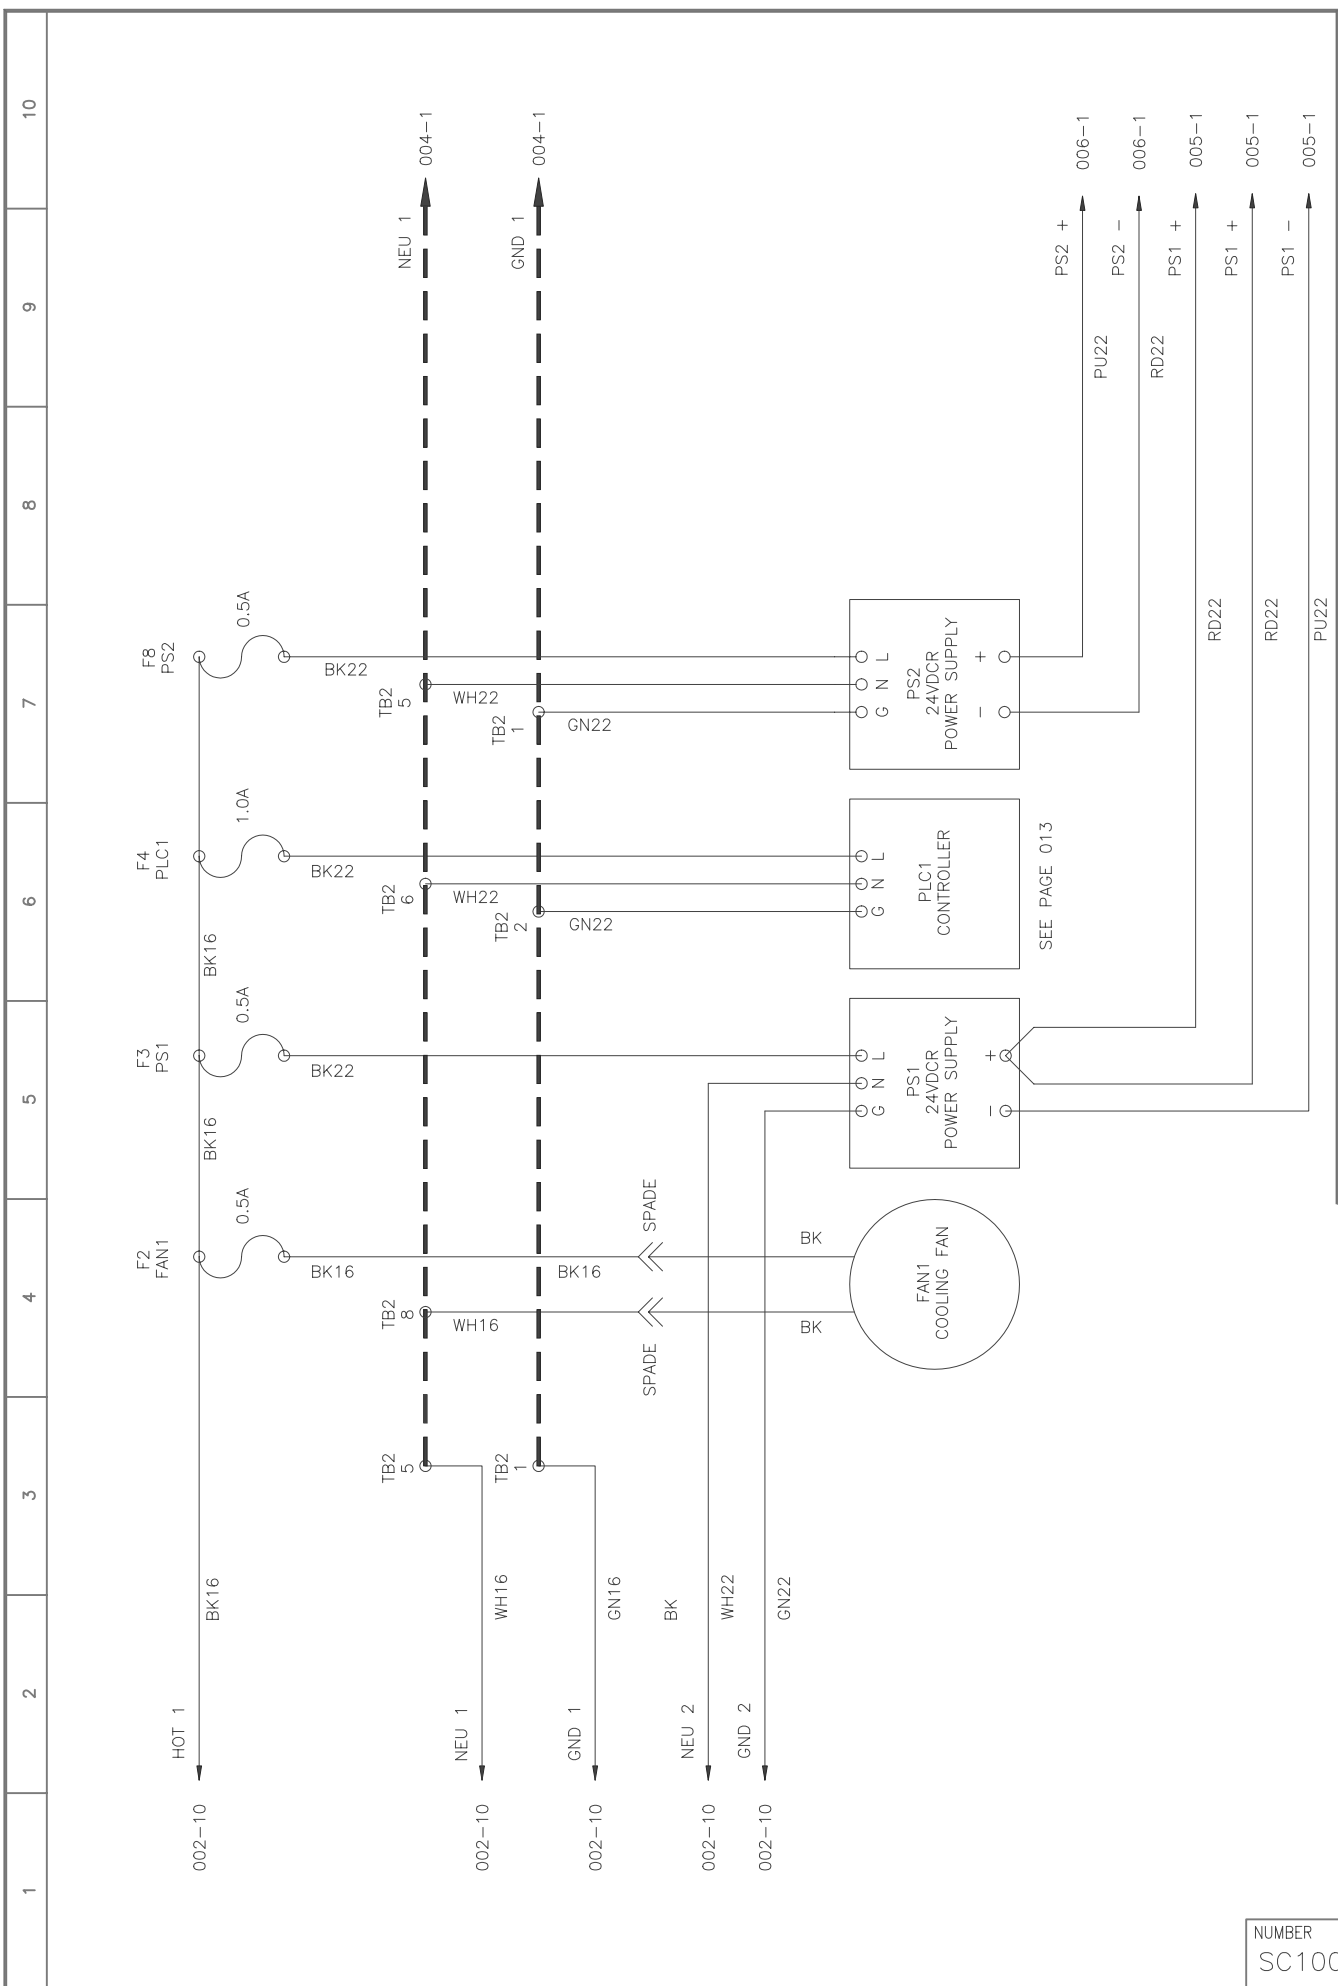 1
2
3
4
5
6
7
8
9
10
002-10
HOT 1
BK16
F2
FAN1
0.5A
BK16
BK16
F3
PS1
0.5A
BK22
BK16
F4
PLC1
1.0A
BK22
F8
PS2
0.5A
BK22
002-10
NEU 1
WH16
TB2
5
TB2
8
WH16
TB2
6
WH22
TB2
5
WH22
NEU 1
004-1
002-10
GND 1
GN16
TB2
1
BK16
TB2
2
GN22
TB2
1
GN22
GND 1
004-1
SPADE
SPADE
BK
002-10
NEU 2
WH22
002-10
GND 2
GN22
BK
BK
FAN1
COOLING FAN
G N L
PS1
24VDCR
POWER SUPPLY
- +
G N L
PLC1
CONTROLLER
SEE PAGE 013
G N L
PS2
24VDCR
POWER SUPPLY
- +
PU22
PS2 +
006-1
RD22
PS2 -
006-1
RD22
PS1 +
005-1
RD22
PS1 +
005-1
PU22
PS1 -
005-1
NUMBER